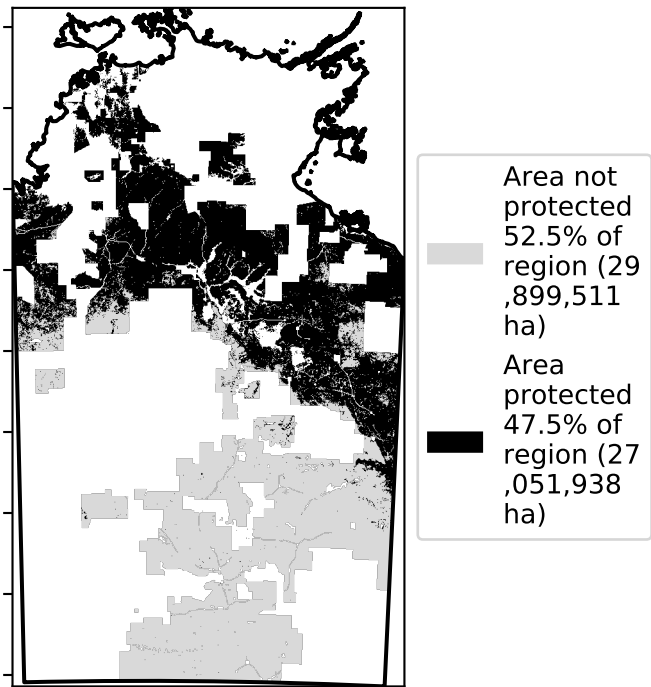 Area not
protected
52.5% of
region (29
,899,511
ha)
Area
protected
47.5% of
region (27
,051,938
ha)